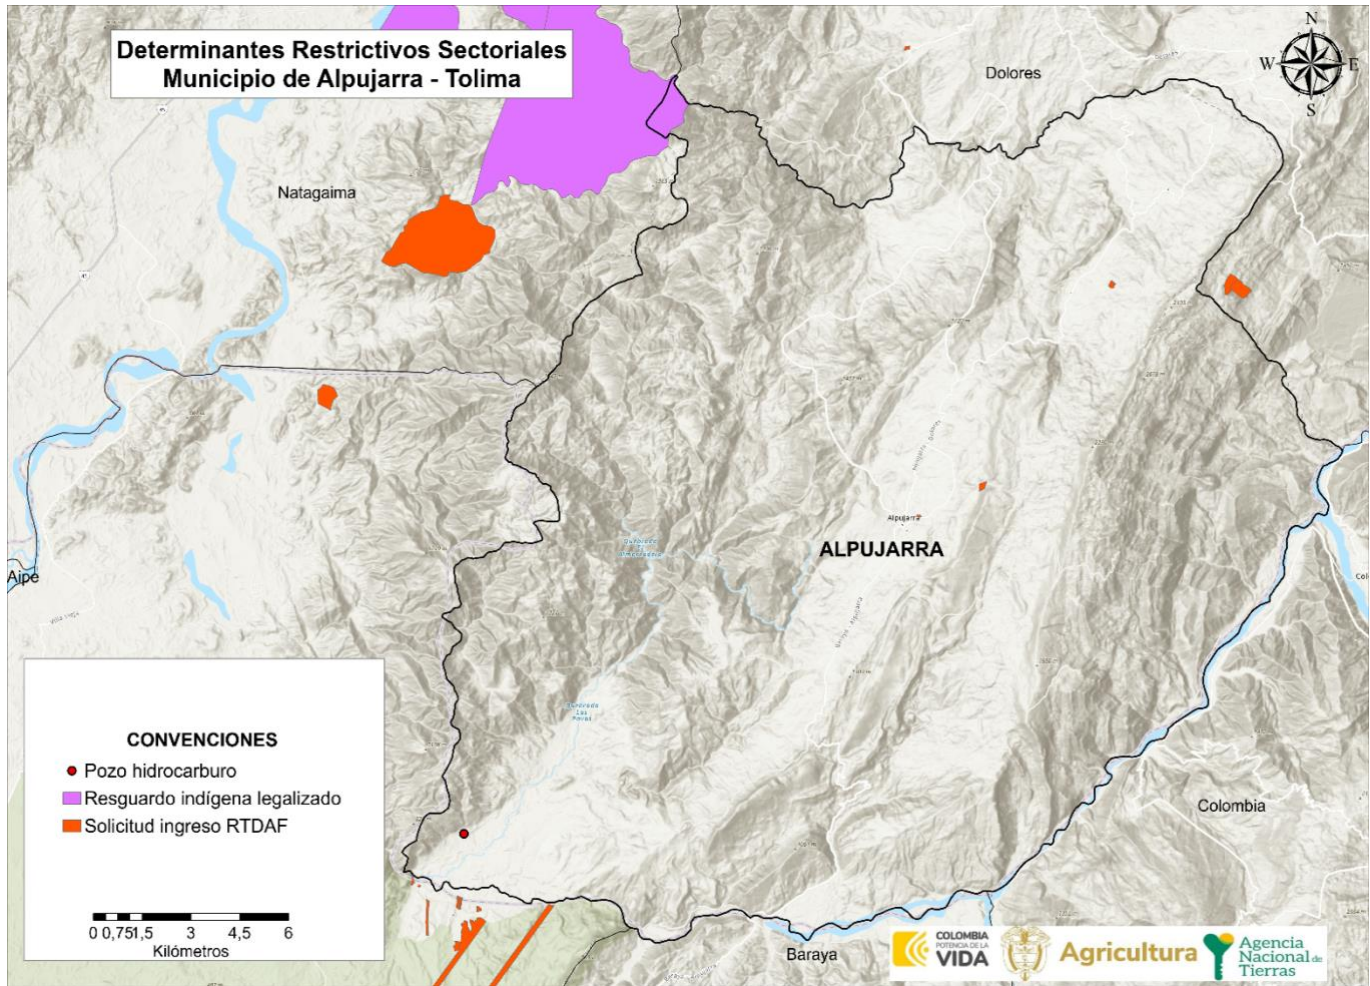 Determinantes Restrictivos Sectoriales
Municipio de Alpujarra - Tolima
N
W E
S
Dolores
Natagaima
Alpujarra
ALPUJARRA
Aipe
Colombia
Baraya
CONVENCIONES
Pozo hidrocarburo
Resguardo indígena legalizado
Solicitud ingreso RTDAF
0 0,751,5 3 4,5 6
Kilómetros
COLOMBIA
POTENCIA DE LA
VIDA
Agricultura
Agencia
Nacional de
Tierras